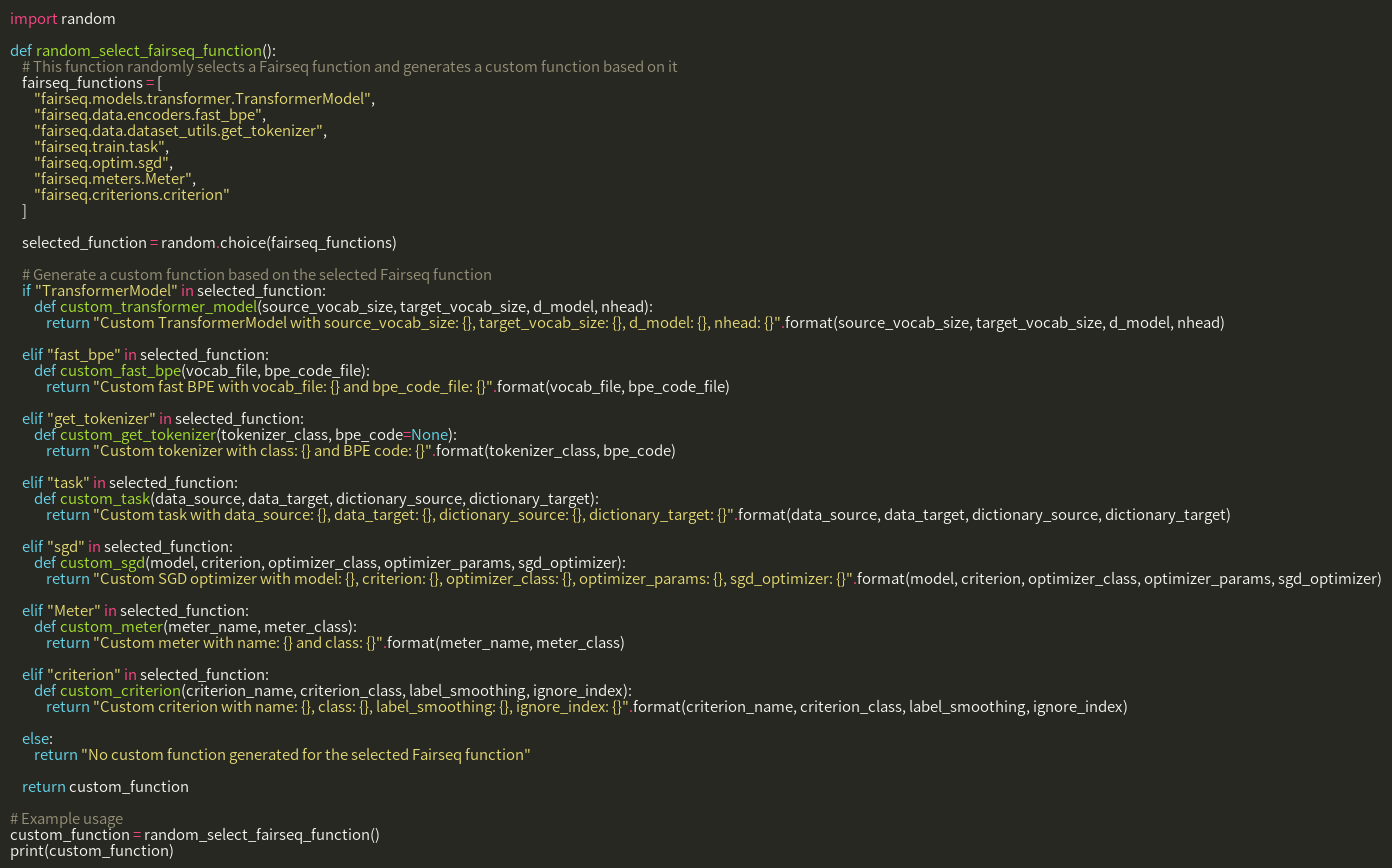 import random

def random_select_fairseq_function():
    # This function randomly selects a Fairseq function and generates a custom function based on it
    fairseq_functions = [
        "fairseq.models.transformer.TransformerModel",
        "fairseq.data.encoders.fast_bpe",
        "fairseq.data.dataset_utils.get_tokenizer",
        "fairseq.train.task",
        "fairseq.optim.sgd",
        "fairseq.meters.Meter",
        "fairseq.criterions.criterion"
    ]

    selected_function = random.choice(fairseq_functions)

    # Generate a custom function based on the selected Fairseq function
    if "TransformerModel" in selected_function:
        def custom_transformer_model(source_vocab_size, target_vocab_size, d_model, nhead):
            return "Custom TransformerModel with source_vocab_size: {}, target_vocab_size: {}, d_model: {}, nhead: {}".format(source_vocab_size, target_vocab_size, d_model, nhead)

    elif "fast_bpe" in selected_function:
        def custom_fast_bpe(vocab_file, bpe_code_file):
            return "Custom fast BPE with vocab_file: {} and bpe_code_file: {}".format(vocab_file, bpe_code_file)

    elif "get_tokenizer" in selected_function:
        def custom_get_tokenizer(tokenizer_class, bpe_code=None):
            return "Custom tokenizer with class: {} and BPE code: {}".format(tokenizer_class, bpe_code)

    elif "task" in selected_function:
        def custom_task(data_source, data_target, dictionary_source, dictionary_target):
            return "Custom task with data_source: {}, data_target: {}, dictionary_source: {}, dictionary_target: {}".format(data_source, data_target, dictionary_source, dictionary_target)

    elif "sgd" in selected_function:
        def custom_sgd(model, criterion, optimizer_class, optimizer_params, sgd_optimizer):
            return "Custom SGD optimizer with model: {}, criterion: {}, optimizer_class: {}, optimizer_params: {}, sgd_optimizer: {}".format(model, criterion, optimizer_class, optimizer_params, sgd_optimizer)

    elif "Meter" in selected_function:
        def custom_meter(meter_name, meter_class):
            return "Custom meter with name: {} and class: {}".format(meter_name, meter_class)

    elif "criterion" in selected_function:
        def custom_criterion(criterion_name, criterion_class, label_smoothing, ignore_index):
            return "Custom criterion with name: {}, class: {}, label_smoothing: {}, ignore_index: {}".format(criterion_name, criterion_class, label_smoothing, ignore_index)

    else:
        return "No custom function generated for the selected Fairseq function"

    return custom_function

# Example usage
custom_function = random_select_fairseq_function()
print(custom_function)